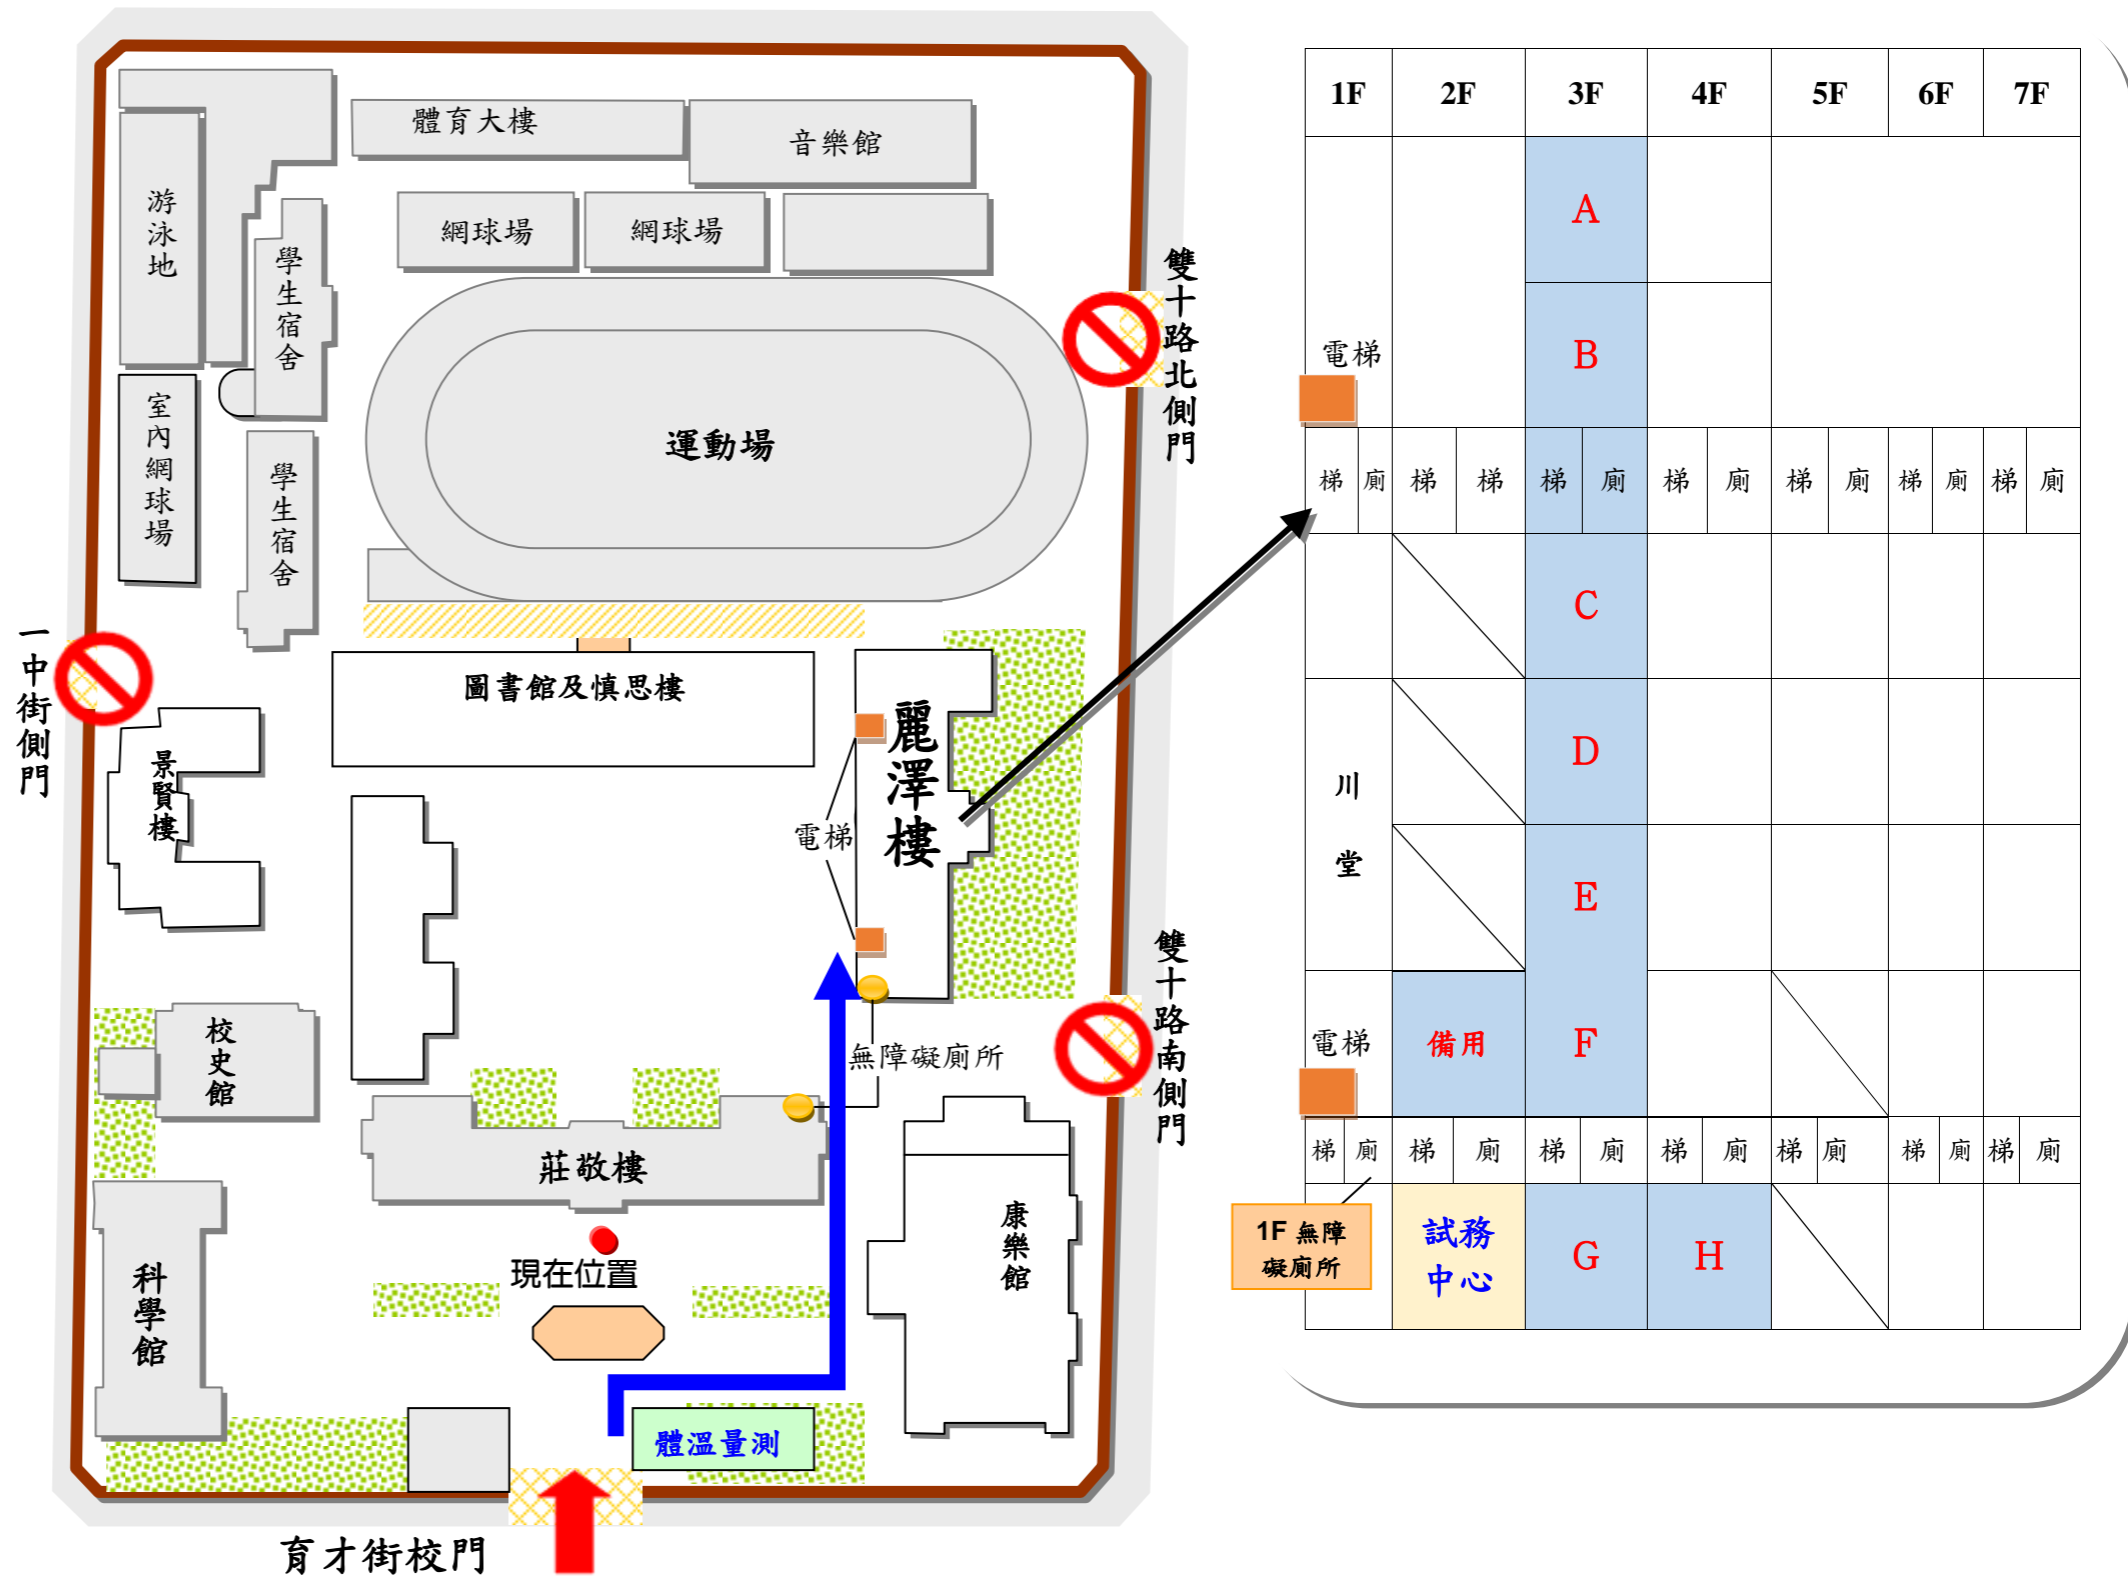 體育大樓
音樂館
游泳地
學生宿舍
網球場
網球場
雙十路北側門
室內網球場
運動場
學生宿舍
一中街側門
圖書館及慎思樓
麗澤樓
景賢樓
電梯
雙十路南側門
校史館
無障礙廁所
莊敬樓
康樂館
現在位置
科學館
體溫量測
育才街校門
1F 2F 3F 4F 5F 6F 7F
A
電梯 B
梯 廁 梯 梯 梯 廁 梯 廁 梯 廁 梯 廁 梯 廁
C
川堂 D
E
電梯 備用 F
梯 廁 梯 廁 梯 廁 梯 廁 梯 廁 梯 廁 梯 廁
1F 無障
礙廁所
試務
中心
G H